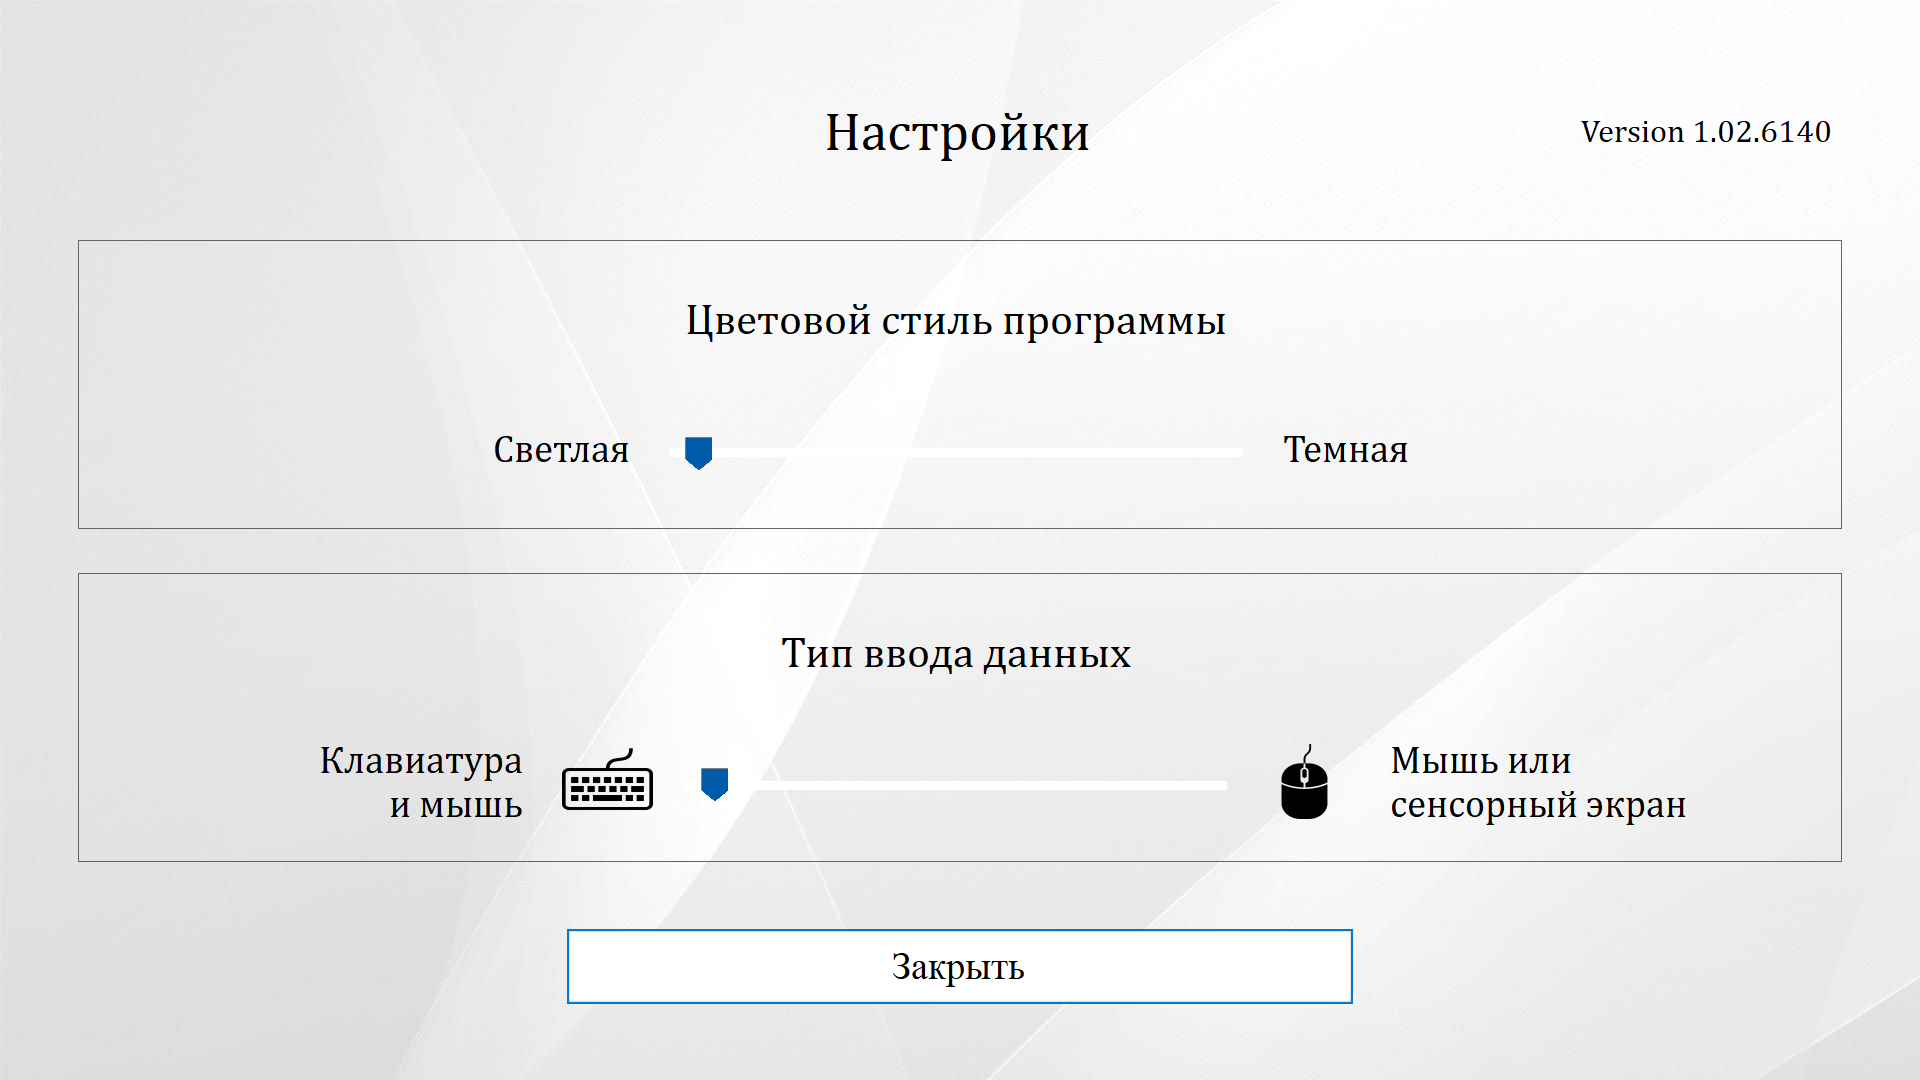 Настройки
Version 1.02.6140
Цветовой стиль программы
Светлая
Темная
Тип ввода данных
Клавиатура
и мышь
Мышь или
сенсорный экран
Закрыть